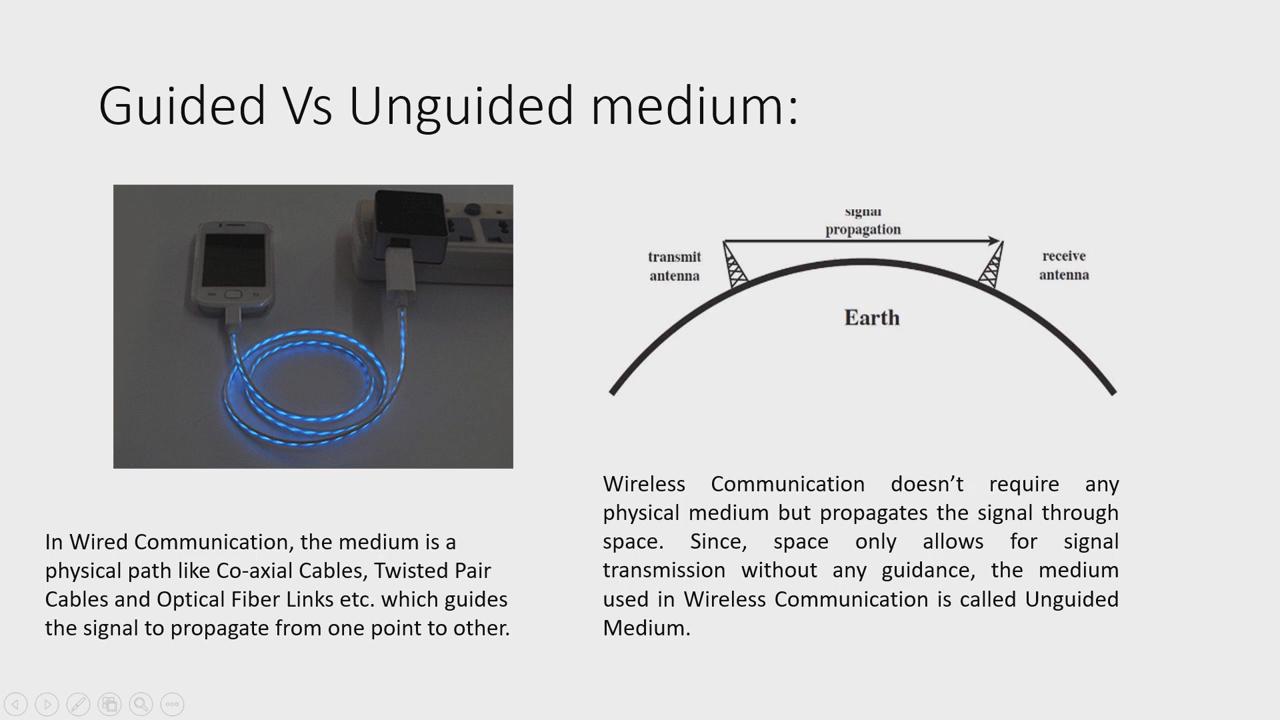 Guided Vs Unguided medium:
signal
propagation
transmit
antenna
receive
antenna
Earth
In Wired Communication, the medium is a
physical path like Co-axial Cables, Twisted Pair
Cables and Optical Fiber Links etc. which guides
the signal to propagate from one point to other.
Wireless Communication doesn’t require any
physical medium but propagates the signal through
space. Since, space only allows for signal
transmission without any guidance, the medium
used in Wireless Communication is called Unguided
Medium.